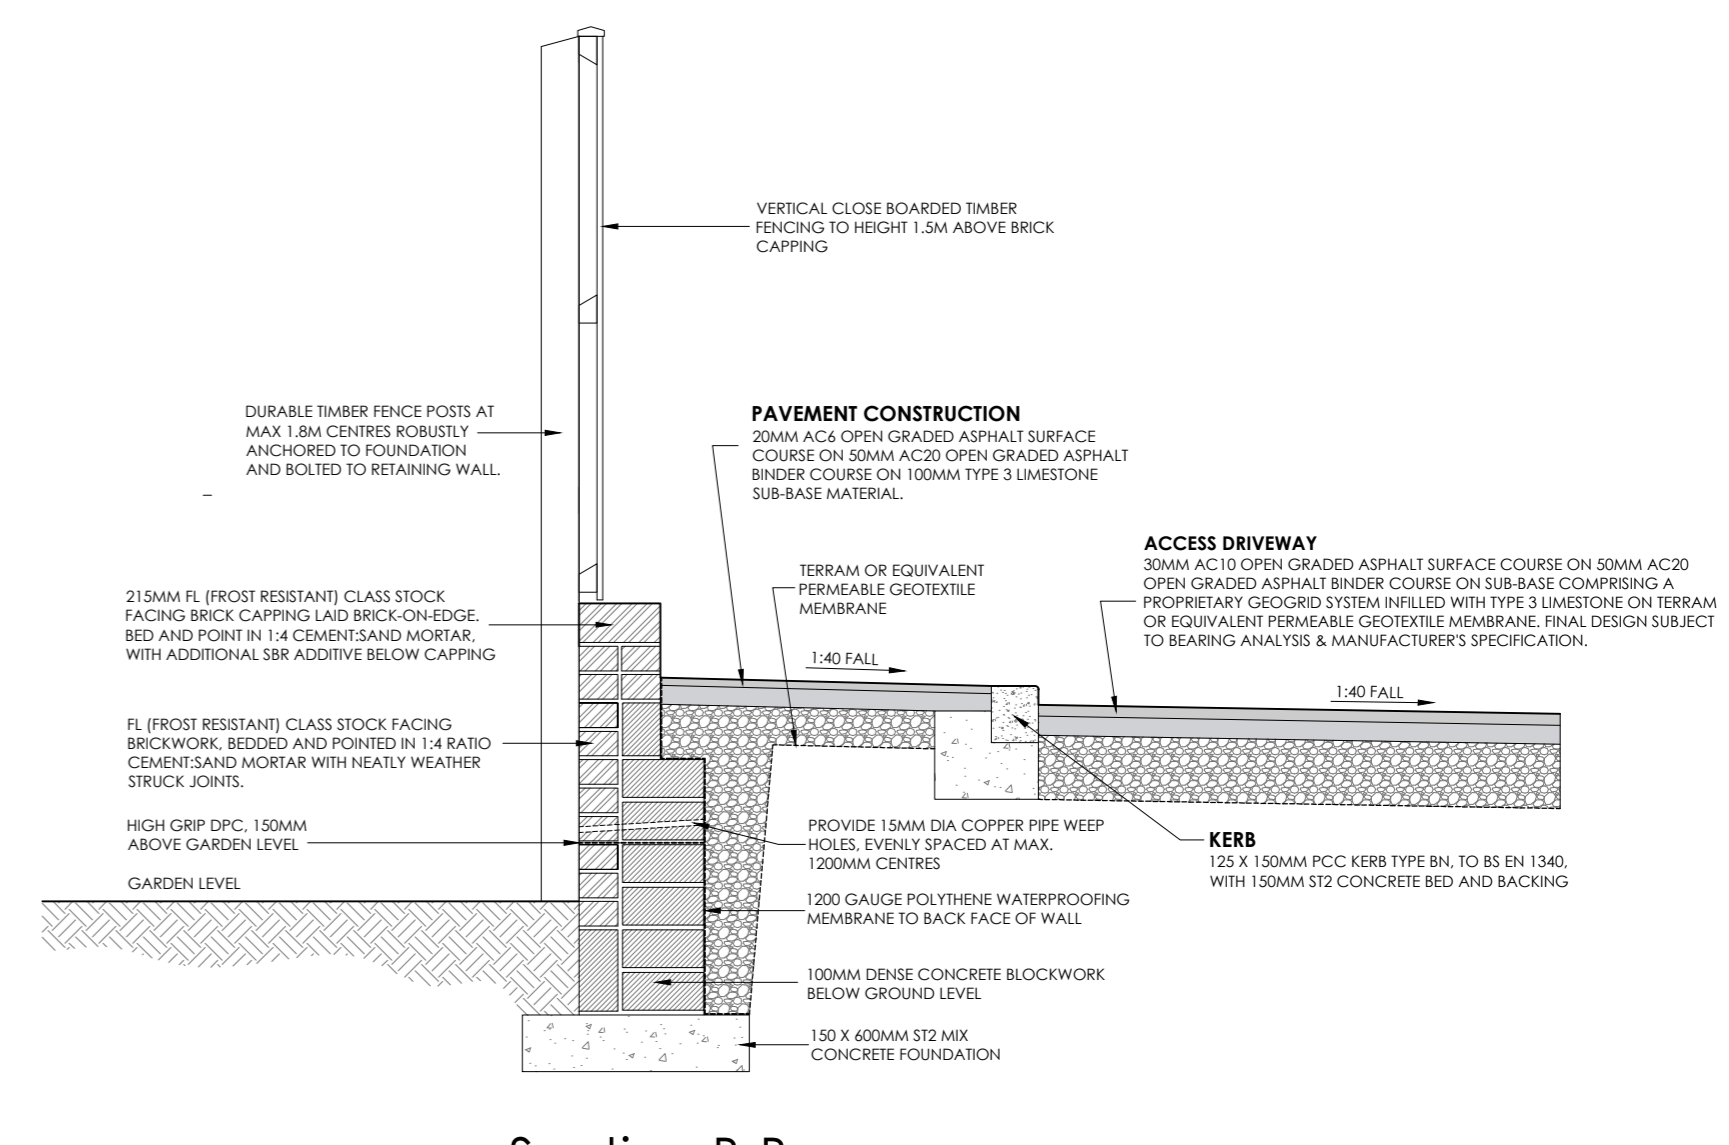 VERTICAL CLOSE BOARDED TIMBER
FENCING TO HEIGHT 1.5M ABOVE BRICK
CAPPING
DURABLE TIMBER FENCE POSTS AT
MAX 1.8M CENTRES ROBUSTLY
ANCHORED TO FOUNDATION
AND BOLTED TO RETAINING WALL.
PAVEMENT CONSTRUCTION
20MM AC6 OPEN GRADED ASPHALT SURFACE
COURSE ON 50MM AC20 OPEN GRADED ASPHALT
BINDER COURSE ON 100MM TYPE 3 LIMESTONE
SUB-BASE MATERIAL.
ACCESS DRIVEWAY
30MM AC10 OPEN GRADED ASPHALT SURFACE COURSE ON 50MM AC20
OPEN GRADED ASPHALT BINDER COURSE ON SUB-BASE COMPRISING A
PROPRIETARY GEOGRID SYSTEM INFILLED WITH TYPE 3 LIMESTONE ON TERRAM
OR EQUIVALENT PERMEABLE GEOTEXTILE MEMBRANE. FINAL DESIGN SUBJECT
TO BEARING ANALYSIS & MANUFACTURER'S SPECIFICATION.
TERRAM OR EQUIVALENT
PERMEABLE GEOTEXTILE
MEMBRANE
215MM FL (FROST RESISTANT) CLASS STOCK
FACING BRICK CAPPING LAID BRICK-ON-EDGE.
BED AND POINT IN 1:4 CEMENT:SAND MORTAR,
WITH ADDITIONAL SBR ADDITIVE BELOW CAPPING
1:40 FALL
1:40 FALL
FL (FROST RESISTANT) CLASS STOCK FACING
BRICKWORK, BEDDED AND POINTED IN 1:4 RATIO
CEMENT:SAND MORTAR WITH NEATLY WEATHER
STRUCK JOINTS.
HIGH GRIP DPC, 150MM
ABOVE GARDEN LEVEL
GARDEN LEVEL
PROVIDE 15MM DIA COPPER PIPE WEEP
HOLES, EVENLY SPACED AT MAX.
1200MM CENTRES
KERB
125 X 150MM PCC KERB TYPE BN, TO BS EN 1340,
WITH 150MM ST2 CONCRETE BED AND BACKING
1200 GAUGE POLYTHENE WATERPROOFING
MEMBRANE TO BACK FACE OF WALL
100MM DENSE CONCRETE BLOCKWORK
BELOW GROUND LEVEL
150 X 600MM ST2 MIX
CONCRETE FOUNDATION